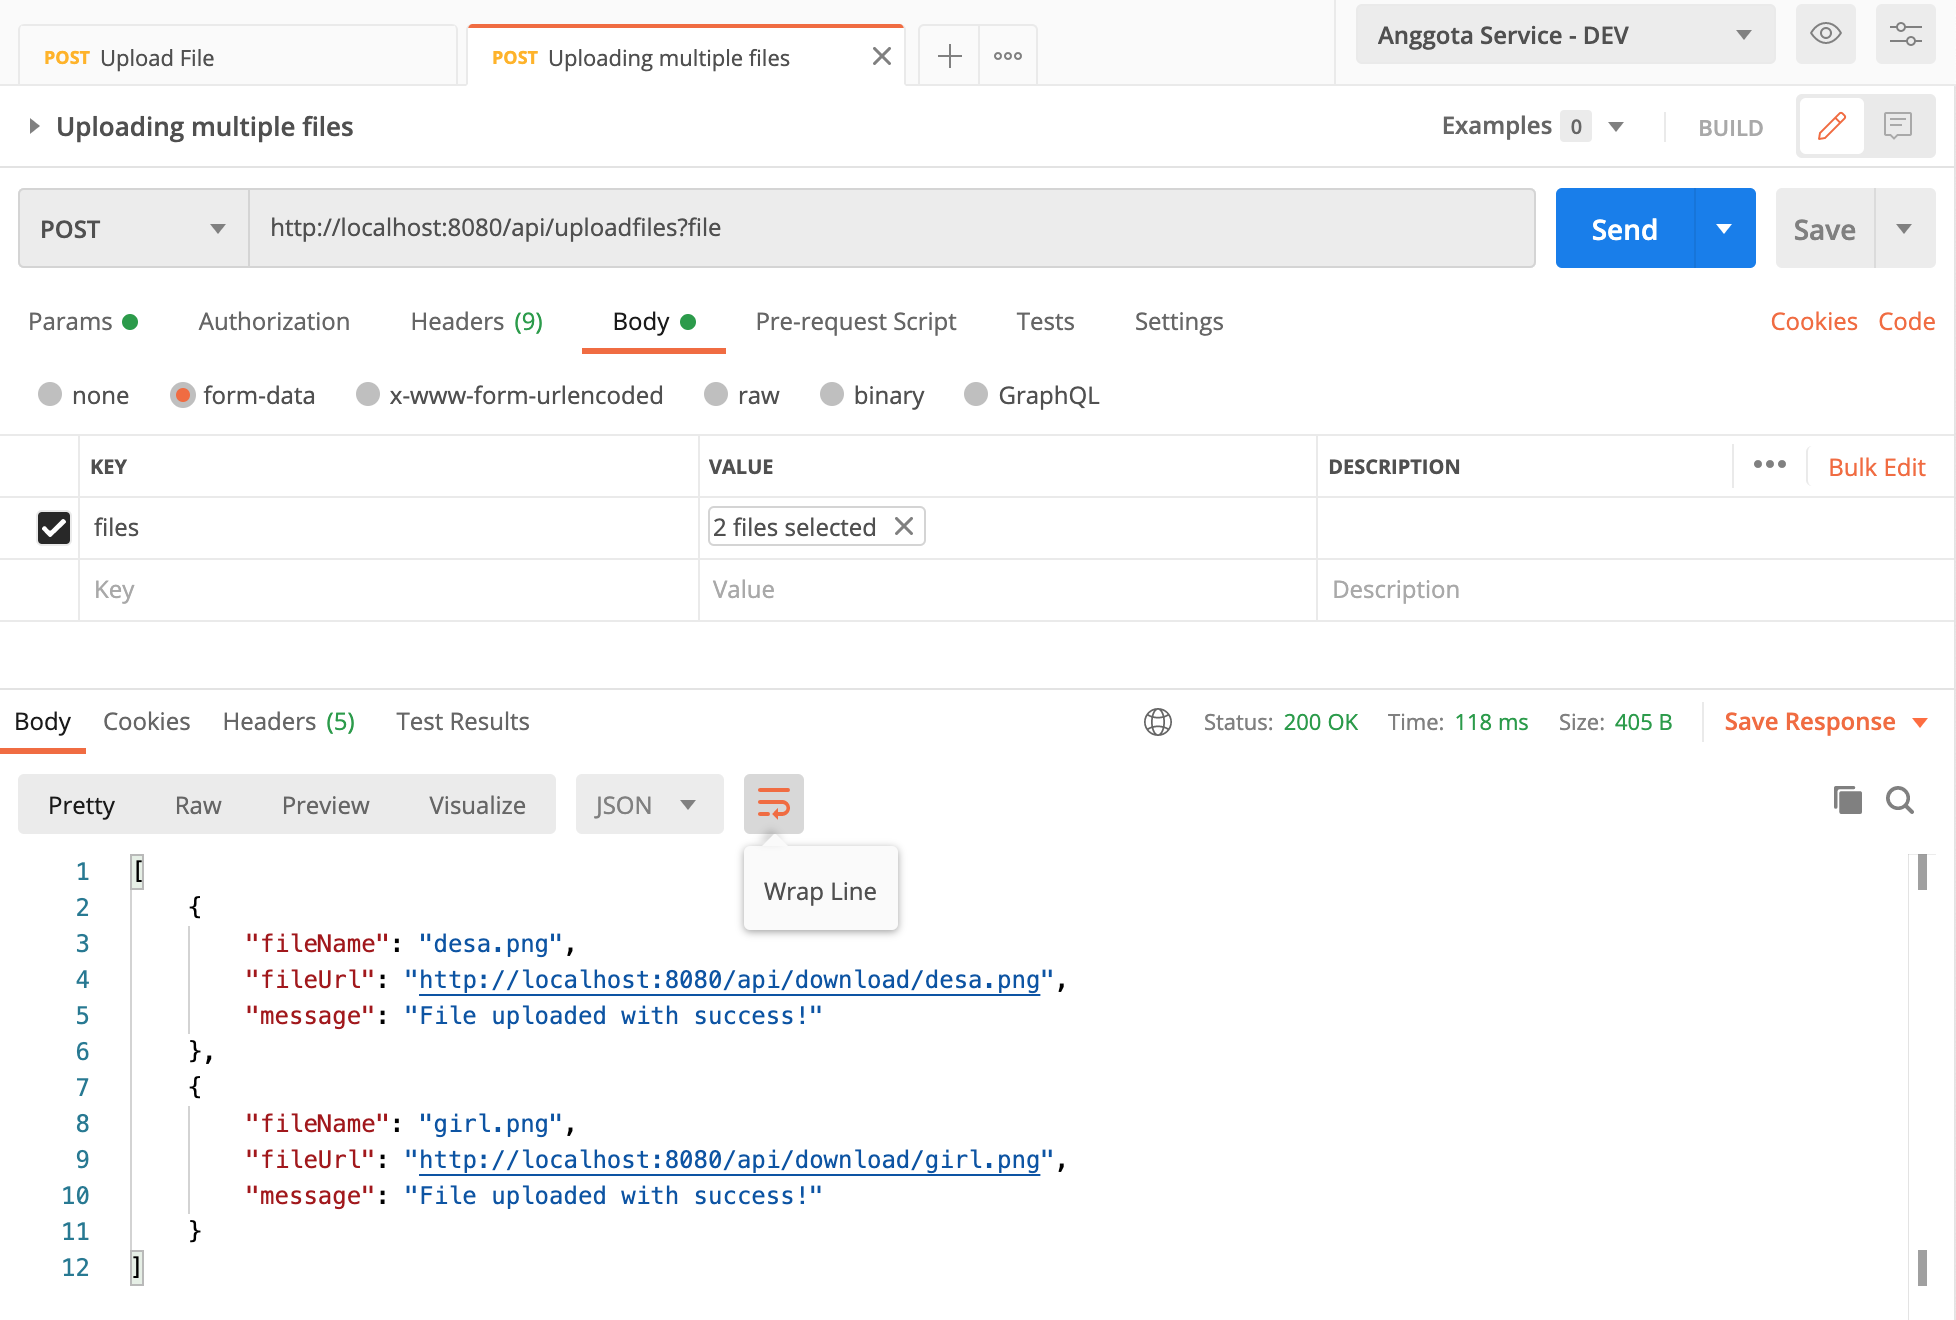 POST Upload File
POST Uploading multiple files
Anggota Service - DEV
Uploading multiple files
Examples 0
BUILD
POST
http://localhost:8080/api/uploadfiles?file
Send
Save
Params
Authorization
Headers (9)
Body
Pre-request Script
Tests
Settings
Cookies
Code
none
form-data
x-www-form-urlencoded
raw
binary
GraphQL
KEY
VALUE
DESCRIPTION
Bulk Edit
files
2 files selected
Key
Value
Description
Body
Cookies
Headers (5)
Test Results
Status: 200 OK
Time: 118 ms
Size: 405 B
Save Response
Pretty
Raw
Preview
Visualize
JSON
Wrap Line
1 [
2 {
3 "fileName": "desa.png",
4 "fileUrl": "http://localhost:8080/api/download/desa.png",
5 "message": "File uploaded with success!"
6 },
7 {
8 "fileName": "girl.png",
9 "fileUrl": "http://localhost:8080/api/download/girl.png",
10 "message": "File uploaded with success!"
11 }
12 ]